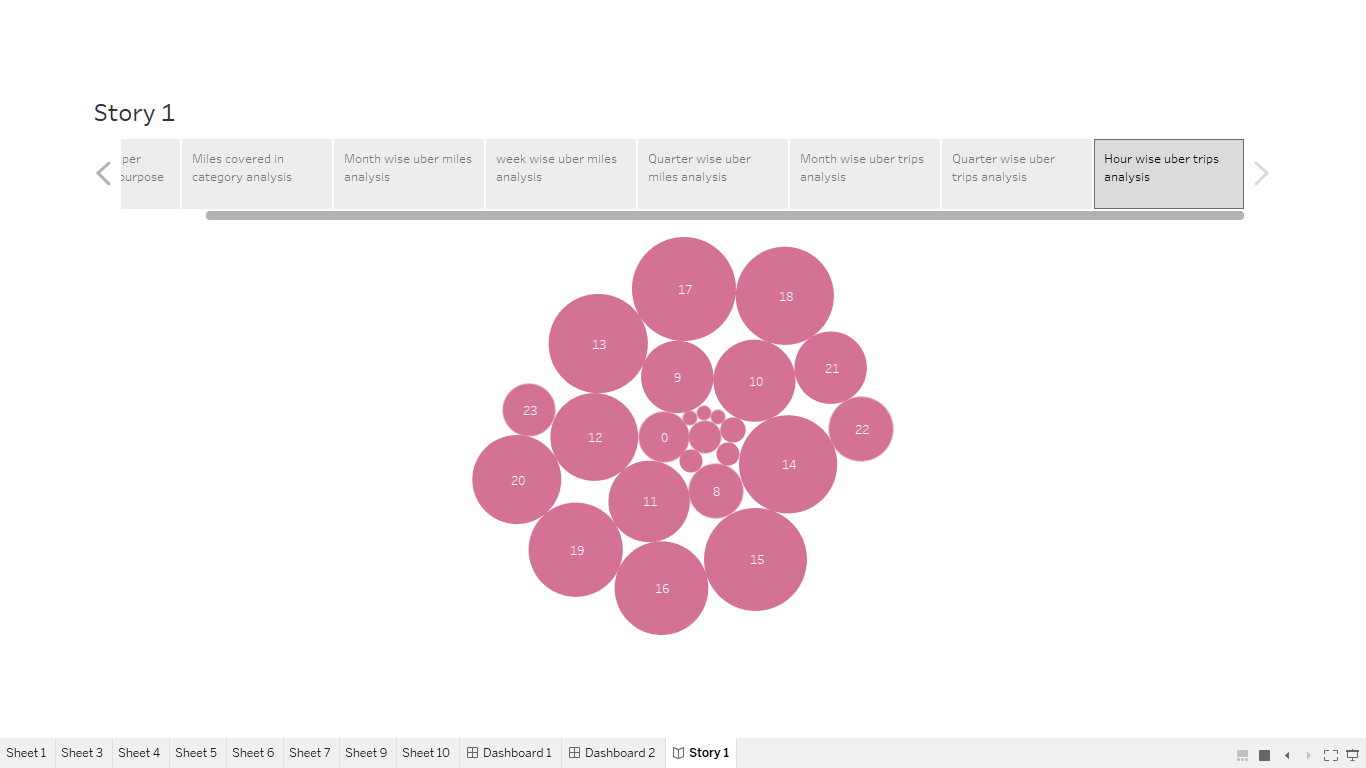 Story 1
per
purpose
Miles covered in
category analysis
Month wise uber miles
analysis
week wise uber miles
analysis
Quarter wise uber
miles analysis
Month wise uber trips
analysis
Quarter wise uber
trips analysis
Hour wise uber trips
analysis
17
18
13
9
10
21
23
12
0
22
20
11
8
14
19
16
15
Sheet 1
Sheet 3
Sheet 4
Sheet 5
Sheet 6
Sheet 7
Sheet 9
Sheet 10
Dashboard 1
Dashboard 2
Story 1